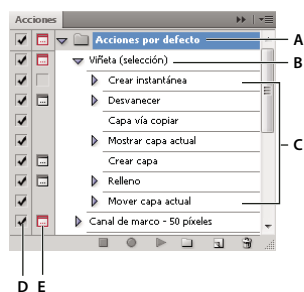 Acciones
Acciones por defecto
A
Viñeta (selección)
B
Crear instantánea
Desvanecer
Capa vía copiar
Mostrar capa actual
C
Crear capa
Relleno
Mover capa actual
Canal de marco - 50 píxeles
D E